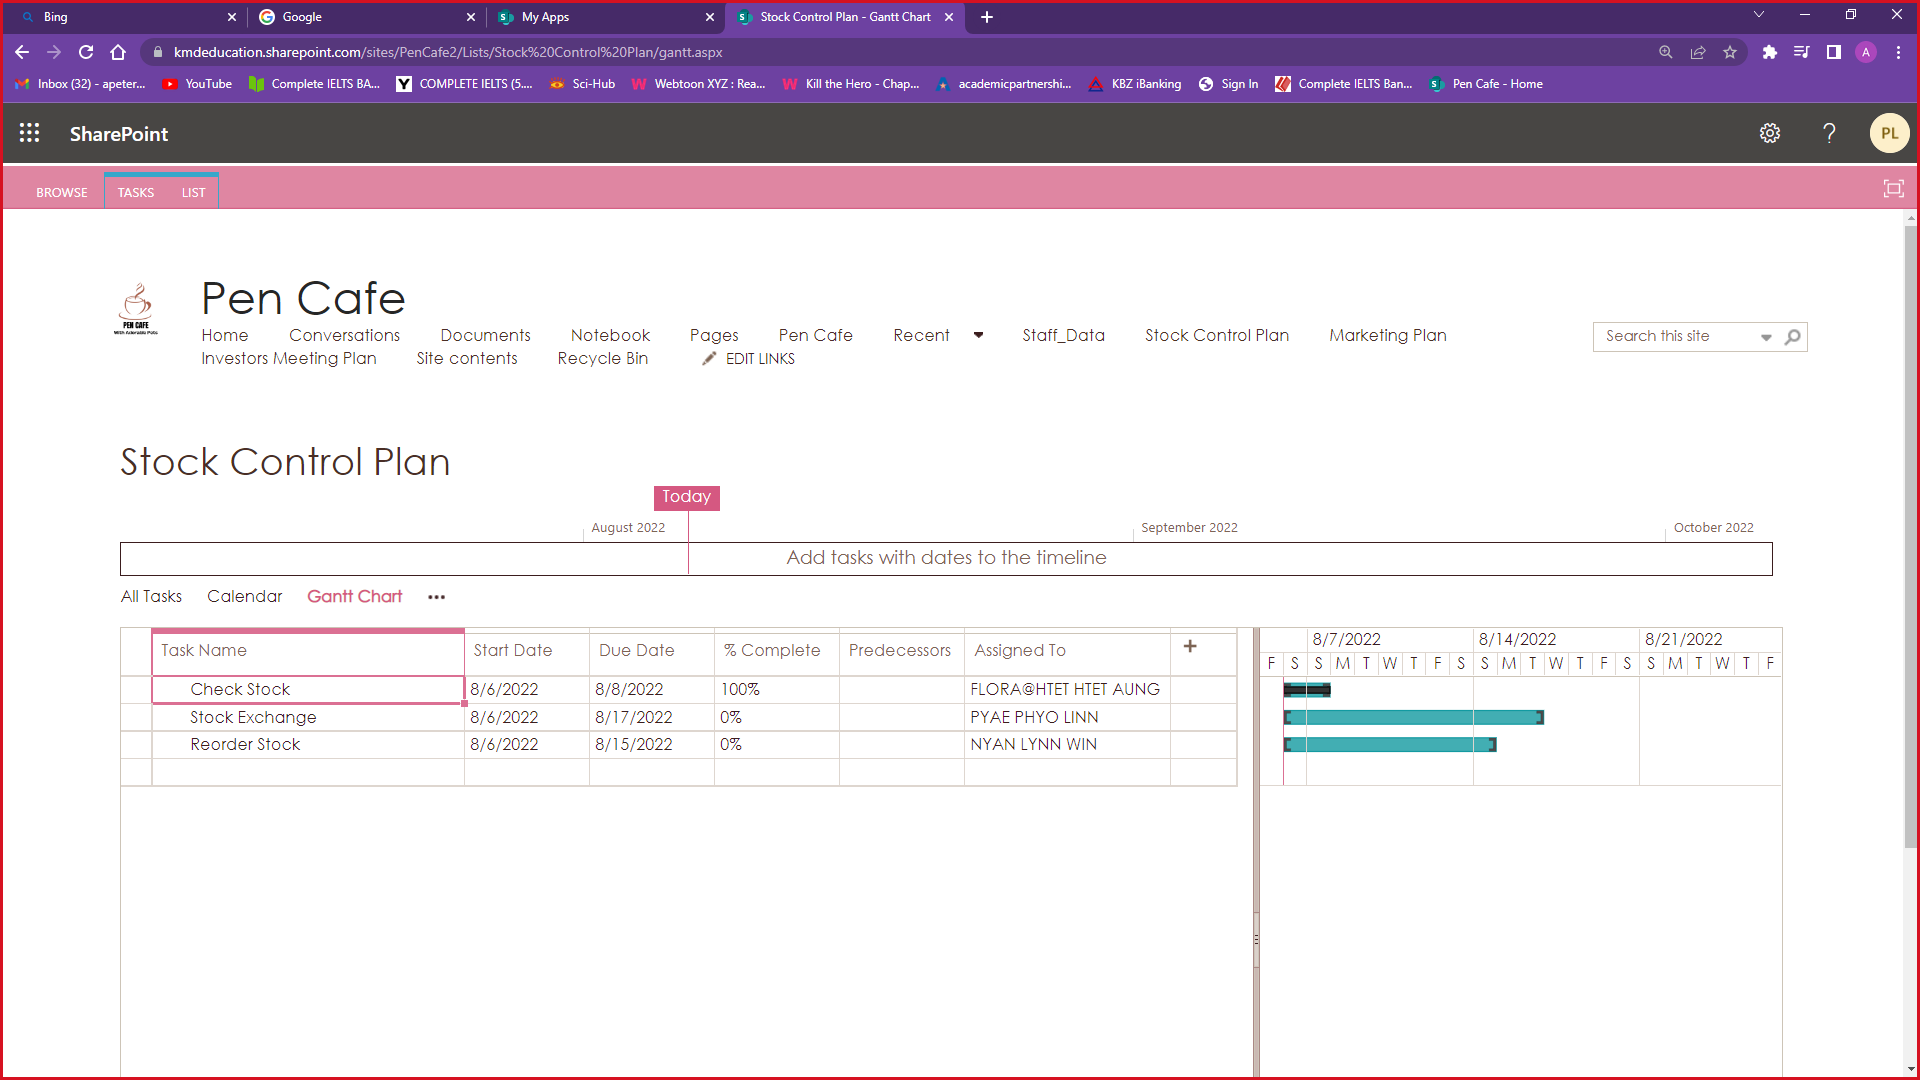 Bing
Google
My Apps
Stock Control Plan - Gantt Chart
kmdeducation.sharepoint.com/sites/PenCafe2/Lists/Stock%20Control%20Plan/gantt.aspx
A
Inbox (32) - apeter...
YouTube
Complete IELTS BA...
COMPLETE IELTS (5....
Sci-Hub
Webtoon XYZ : Rea...
Kill the Hero - Chap...
academicpartnershi...
KBZ iBanking
Sign In
Complete IELTS Ban...
Pen Cafe - Home
SharePoint
PL
BROWSE TASKS LIST
PEN CAFE
With Adorable Pets
Pen Cafe
Home Conversations Documents Notebook Pages Pen Cafe Recent Staff_Data Stock Control Plan Marketing Plan
Investors Meeting Plan Site contents Recycle Bin EDIT LINKS
Search this site
Stock Control Plan
Today
August 2022 September 2022 October 2022
Add tasks with dates to the timeline
All Tasks Calendar Gantt Chart ...
8/7/2022 8/14/2022 8/21/2022
Task Name Start Date Due Date % Complete Predecessors Assigned To
F S S M T W T F S S M T W T F S S M T W T F
Check Stock 8/6/2022 8/8/2022 100% FLORA@HTET HTET AUNG
Stock Exchange 8/6/2022 8/17/2022 0% PYAE PHYO LINN
Reorder Stock 8/6/2022 8/15/2022 0% NYAN LYNN WIN